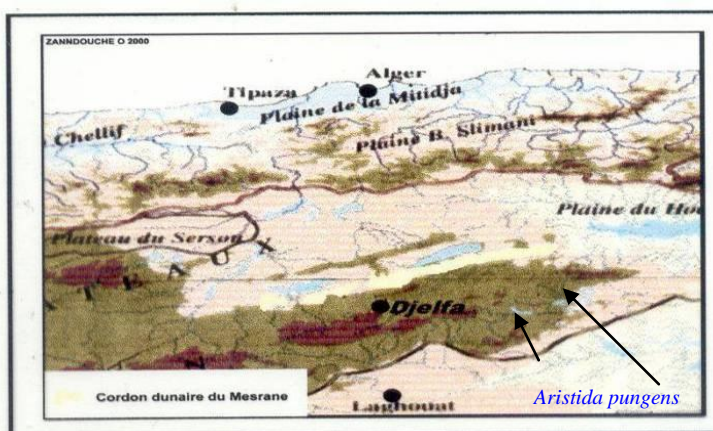 ZANNDOUCHE O 2000
Alger
Tipaza
Plaine de la Mitidja
Chellif
Plaine B. Slimani
Plaine du Ho
Plateau du Sersou
A T E A U X
Djelfa
N
Cordon dunaire du Mesrane
Aristida pungens
Laghouat